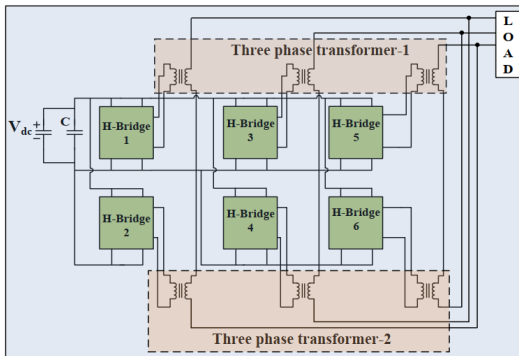 Three phase transformer-1
L
O
A
D
V dc
+
−
C
H-Bridge
1
H-Bridge
3
H-Bridge
5
H-Bridge
2
H-Bridge
4
H-Bridge
6
Three phase transformer-2